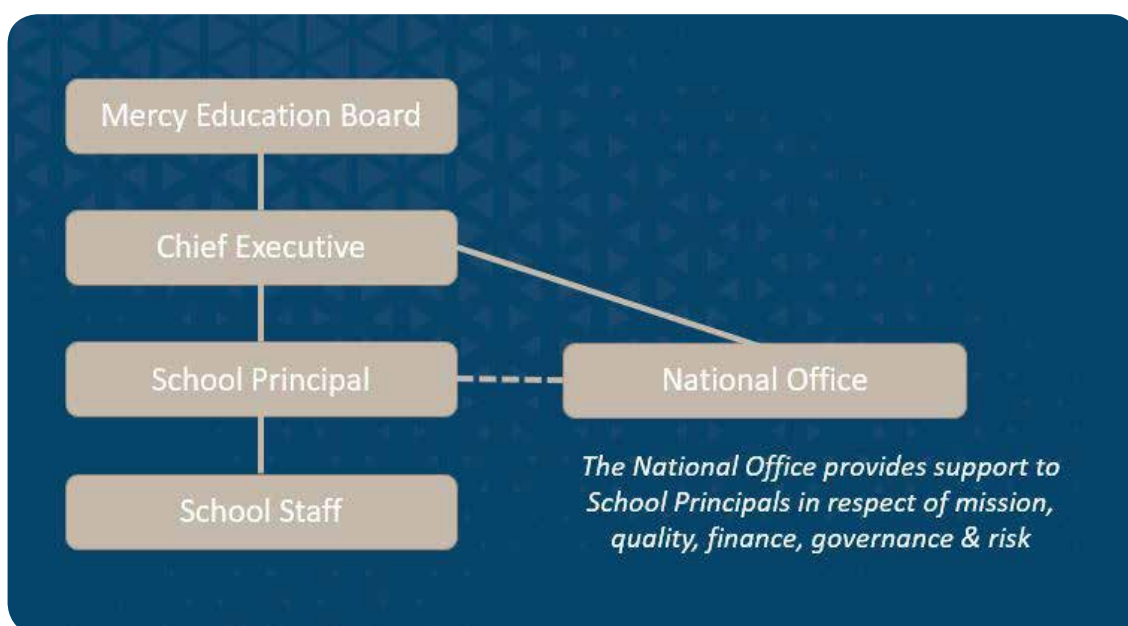 Mercy Education Board
Chief Executive
School Principal
National Office
School Staff
The National Office provides support to
School Principals in respect of mission,
quality, finance, governance & risk